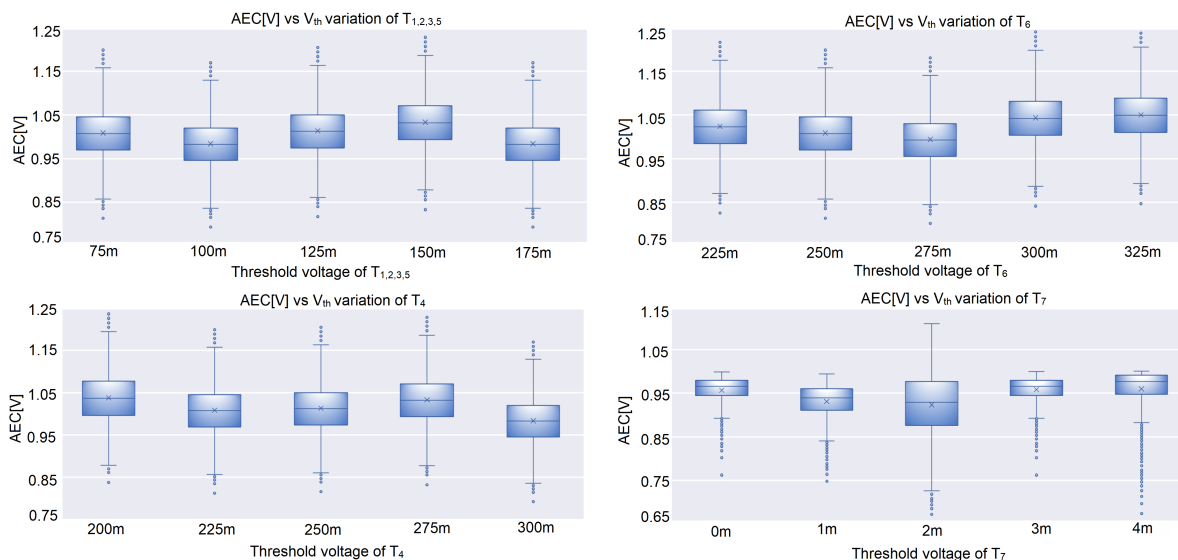 AEC[V] vs Vth variation of T1,2,3,5
1.25
1.15
1.05
0.95
0.85
0.75
AEC[V]
75m 100m 125m 150m 175m
Threshold voltage of T1,2,3,5
AEC[V] vs Vth variation of T6
1.25
1.15
1.05
0.95
0.85
0.75
AEC[V]
225m 250m 275m 300m 325m
Threshold voltage of T6
AEC[V] vs Vth variation of T4
1.25
1.15
1.05
0.95
0.85
0.75
AEC[V]
200m 225m 250m 275m 300m
Threshold voltage of T4
AEC[V] vs Vth variation of T7
1.15
1.05
0.95
0.85
0.75
0.65
AEC[V]
0m 1m 2m 3m 4m
Threshold voltage of T7